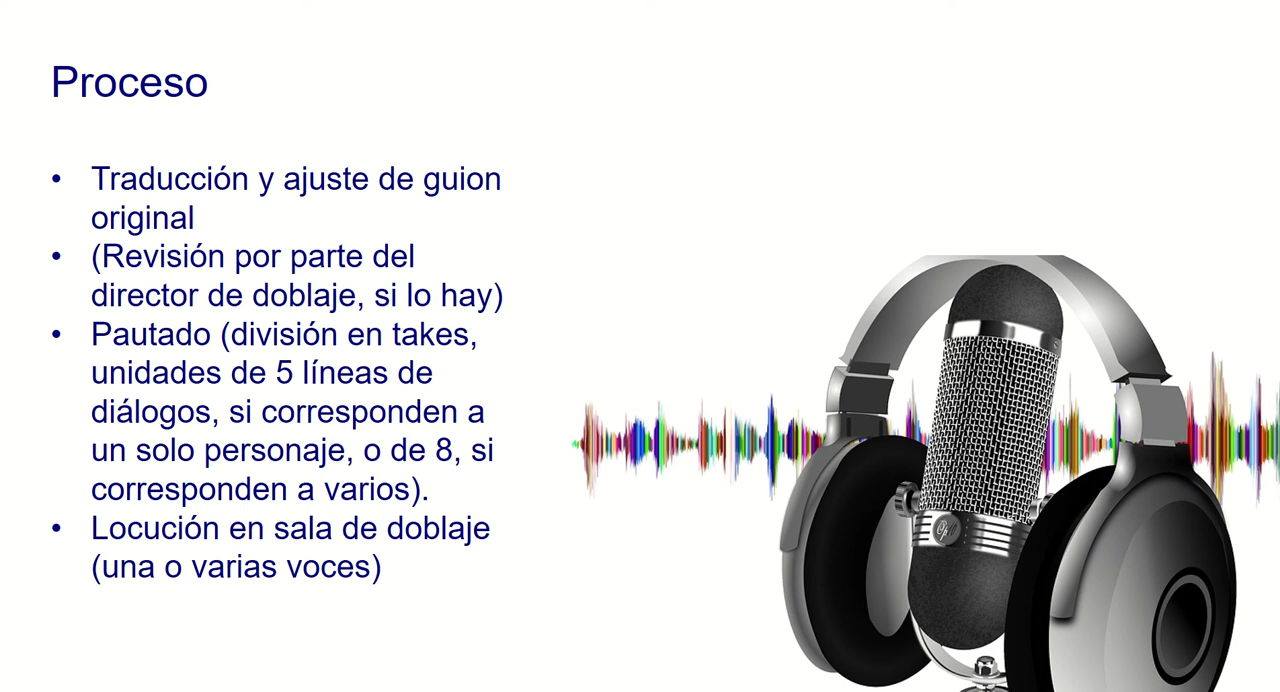 Proceso
• Traducción y ajuste de guion
original
• (Revisión por parte del
director de doblaje, si lo hay)
• Pautado (división en takes,
unidades de 5 líneas de
diálogos, si corresponden a
un solo personaje, o de 8, si
corresponden a varios).
• Locución en sala de doblaje
(una o varias voces)